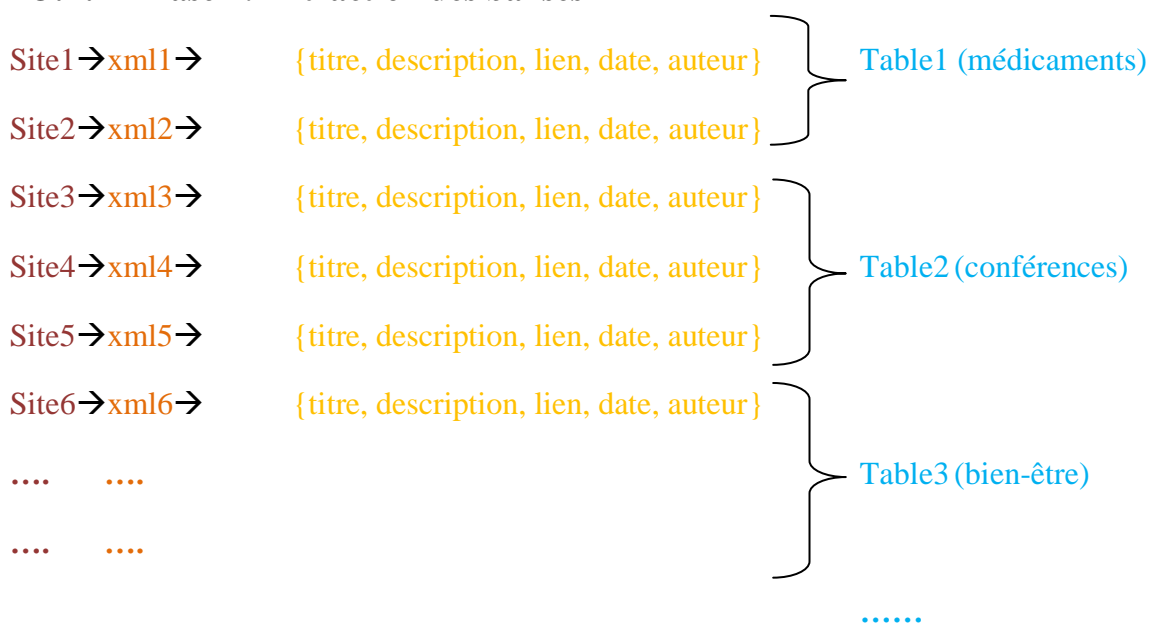 Site1→xml1→ {titre, description, lien, date, auteur} Table1 (médicaments)
Site2→xml2→ {titre, description, lien, date, auteur}
Site3→xml3→ {titre, description, lien, date, auteur}
Site4→xml4→ {titre, description, lien, date, auteur} Table2 (conférences)
Site5→xml5→ {titre, description, lien, date, auteur}
Site6→xml6→ {titre, description, lien, date, auteur}
.... .... Table3 (bien-être)
.... ....
......